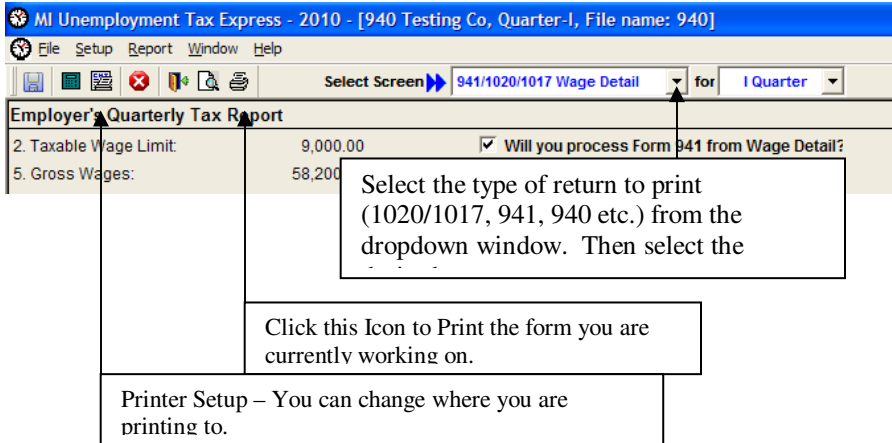 MI Unemployment Tax Express - 2010 - [940 Testing Co, Quarter-I, File name: 940]
File Setup Report Window Help
Select Screen 941/1020/1017 Wage Detail for I Quarter
Employer's Quarterly Tax Report
2. Taxable Wage Limit: 9,000.00 Will you process Form 941 from Wage Detail?
5. Gross Wages: 58,200
Select the type of return to print
(1020/1017, 941, 940 etc.) from the
dropdown window. Then select the
Click this Icon to Print the form you are
currently working on.
Printer Setup – You can change where you are
printing to.